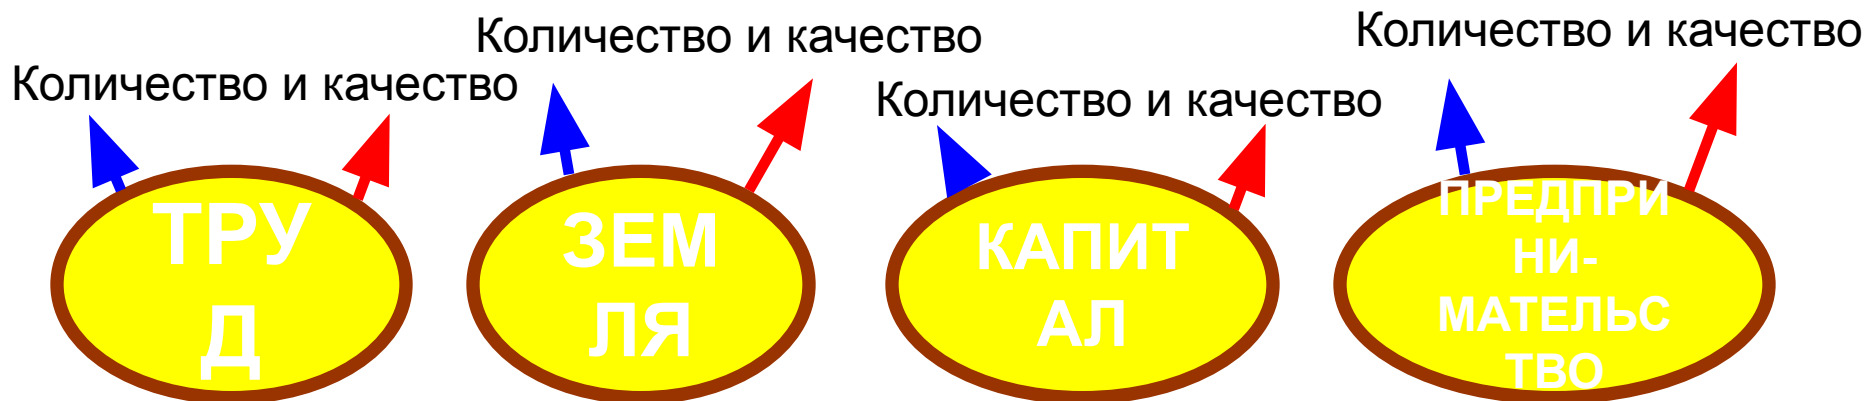 Количество и качество
Количество и качество
Количество и качество
Количество и качество
ТРУ
Д
ЗЕМ
ЛЯ
КАПИТ
АЛ
ПРЕДПРИ
НИ-
МАТЕЛЬС
ТВО